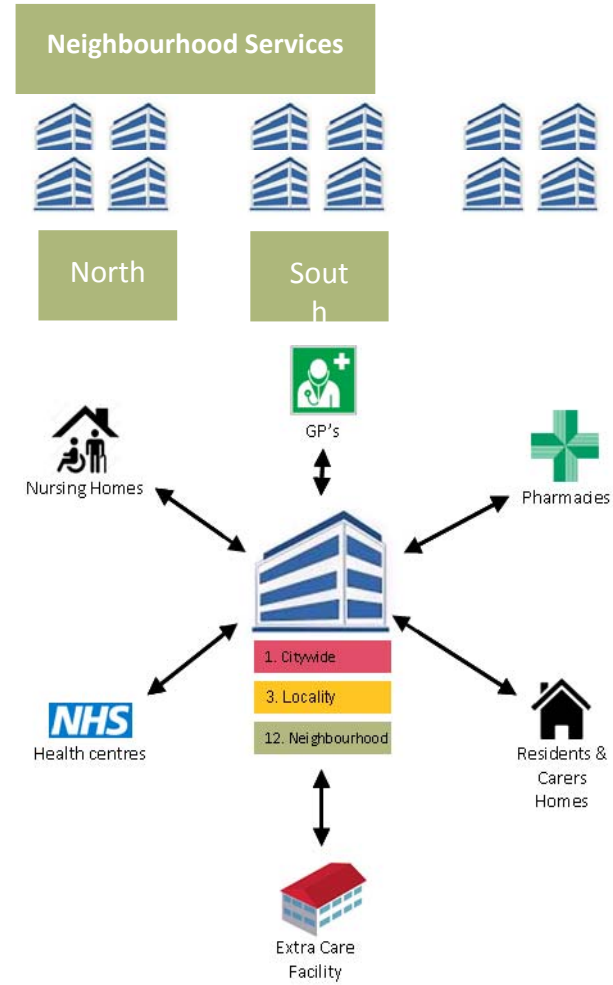 Neighbourhood Services
North
Sout
h
GP's
Nursing Homes
Pharmacies
1. Citywide
3. Locality
12. Neighbourhood
NHS
Health centres
Residents &
Carers
Homes
Extra Care
Facility